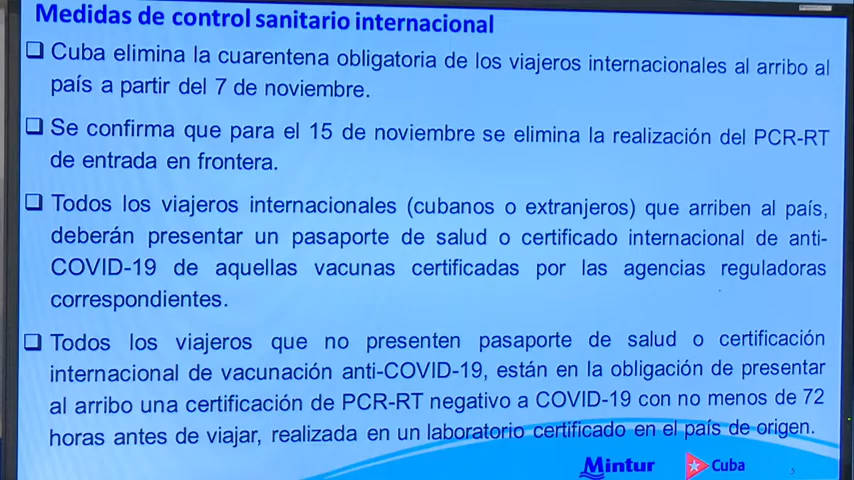 Medidas de control sanitario internacional
❑ Cuba elimina la cuarentena obligatoria de los viajeros internacionales al arribo al
país a partir del 7 de noviembre.
❑ Se confirma que para el 15 de noviembre se elimina la realización del PCR-RT
de entrada en frontera.
❑ Todos los viajeros internacionales (cubanos o extranjeros) que arriben al país,
deberán presentar un pasaporte de salud o certificado internacional de anti-
COVID-19 de aquellas vacunas certificadas por las agencias reguladoras
correspondientes.
❑ Todos los viajeros que no presenten pasaporte de salud o certificación
internacional de vacunación anti-COVID-19, están en la obligación de presentar
al arribo una certificación de PCR-RT negativo a COVID-19 con no menos de 72
horas antes de viajar, realizada en un laboratorio certificado en el país de origen.
Mintur Cuba 5